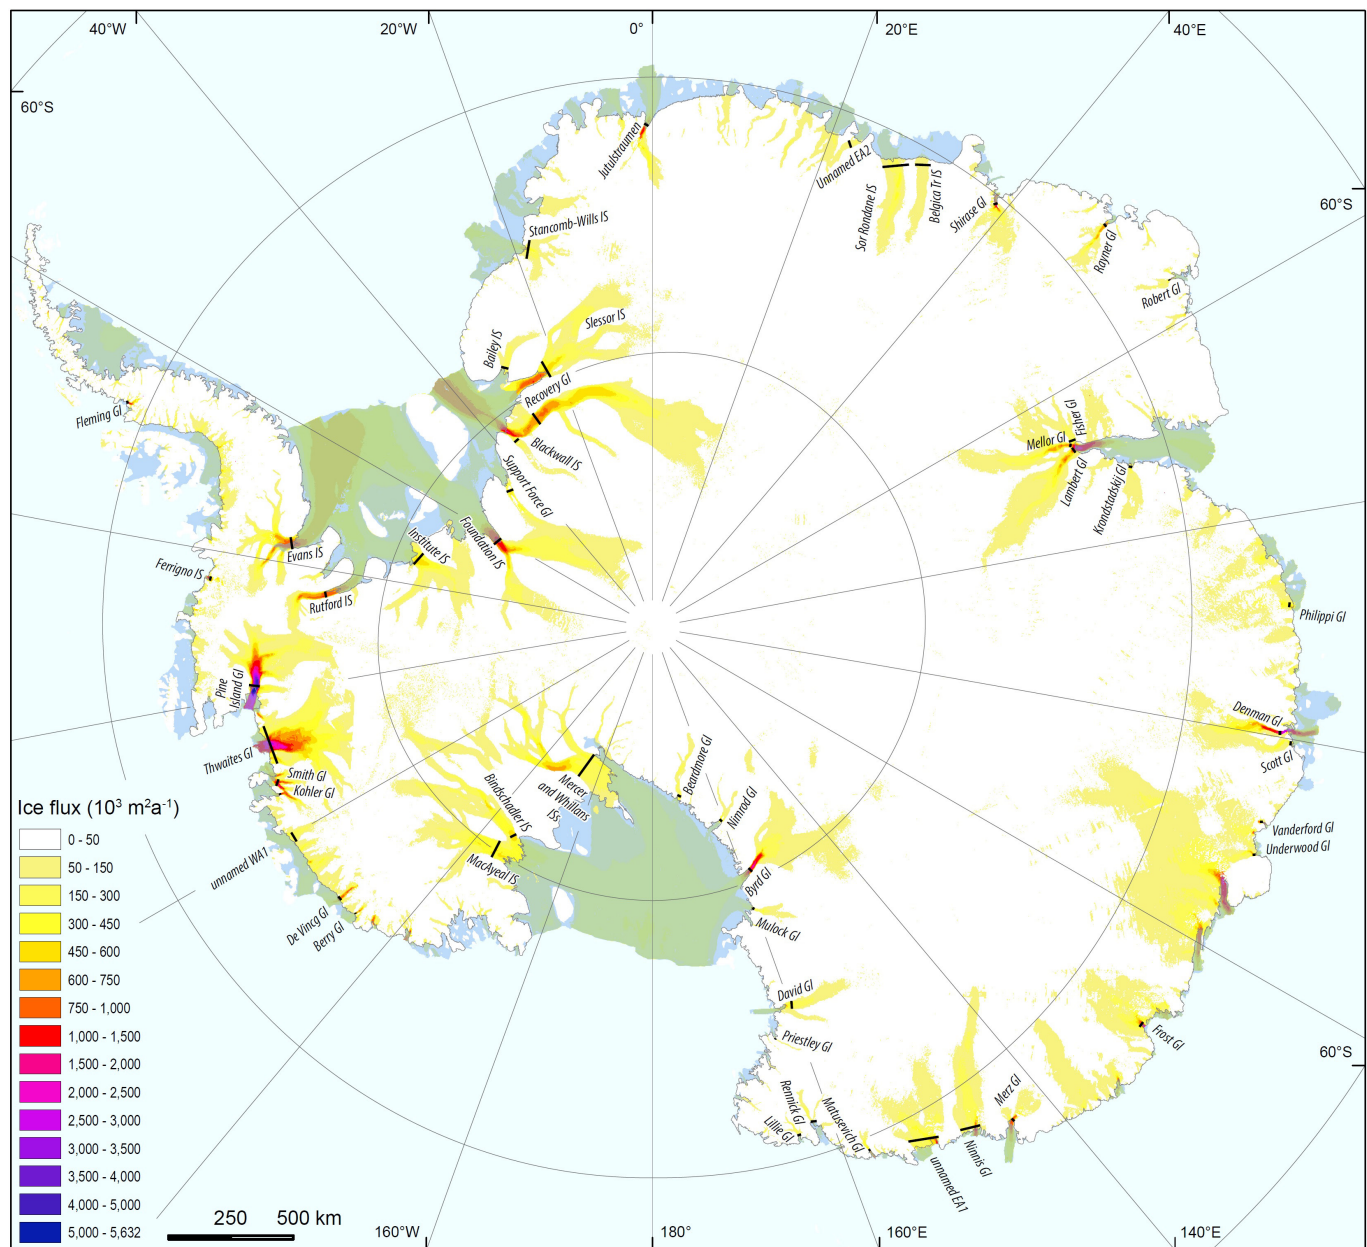 40°W
20°W
0°
20°E
40°E
60°S
60°S
Jutulstraumen
Unnamed EA2
Sor Rondane IS
Belgica Tr IS
Shirase Gl
Rayner Gl
Robert Gl
Stancomb-Wills IS
Slessor IS
Bailey IS
Recovery Gl
Blackwall IS
Support Force Gl
Foundation IS
Institute IS
Fleming Gl
Evans IS
Ferrigno IS
Rutford IS
Mellor Gl
Fisher Gl
Lambert Gl
Krondstadskij Gl
Philippi Gl
Pine
Island Gl
Thwaites Gl
Smith Gl
Kohler Gl
Denman Gl
Scott Gl
Mercer
and Whillans
ISs
Beardmore Gl
Nimrod Gl
Bindschadler IS
MacAyeal IS
Byrd Gl
Vanderford Gl
Underwood Gl
unnamed WA1
De Vincq Gl
Berry Gl
Mulock Gl
David Gl
Priestley Gl
Frost Gl
Rennick Gl
Lillie Gl
Matusevich Gl
Merz Gl
unnamed EA1
Ninnis Gl
60°S
Ice flux (10³ m²a⁻¹)
0 - 50
50 - 150
150 - 300
300 - 450
450 - 600
600 - 750
750 - 1,000
1,000 - 1,500
1,500 - 2,000
2,000 - 2,500
2,500 - 3,000
3,000 - 3,500
3,500 - 4,000
4,000 - 5,000
5,000 - 5,632
250 500 km
160°W
180°
160°E
140°E